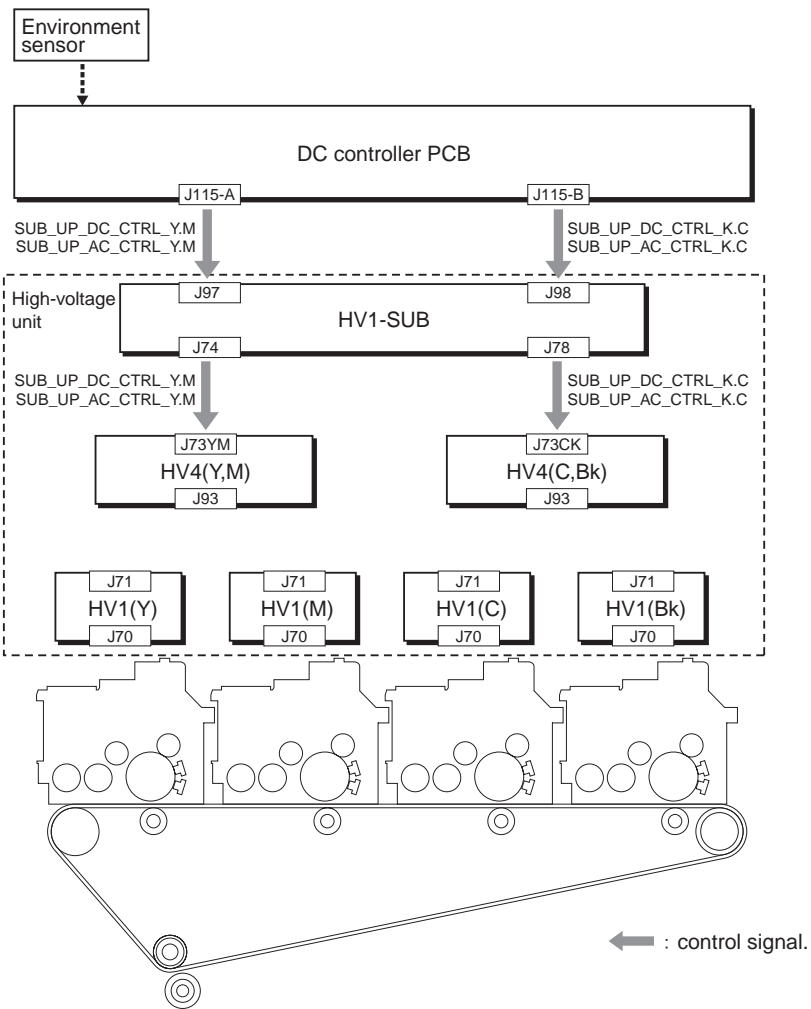 Environment
sensor
DC controller PCB
J115-A
J115-B
SUB_UP_DC_CTRL_Y.M
SUB_UP_AC_CTRL_Y.M
SUB_UP_DC_CTRL_K.C
SUB_UP_AC_CTRL_K.C
High-voltage
unit
J97
J98
HV1-SUB
J74
J78
SUB_UP_DC_CTRL_Y.M
SUB_UP_AC_CTRL_Y.M
SUB_UP_DC_CTRL_K.C
SUB_UP_AC_CTRL_K.C
J73YM
HV4(Y,M)
J93
J73CK
HV4(C,Bk)
J93
J71
HV1(Y)
J70
J71
HV1(M)
J70
J71
HV1(C)
J70
J71
HV1(Bk)
J70
: control signal.